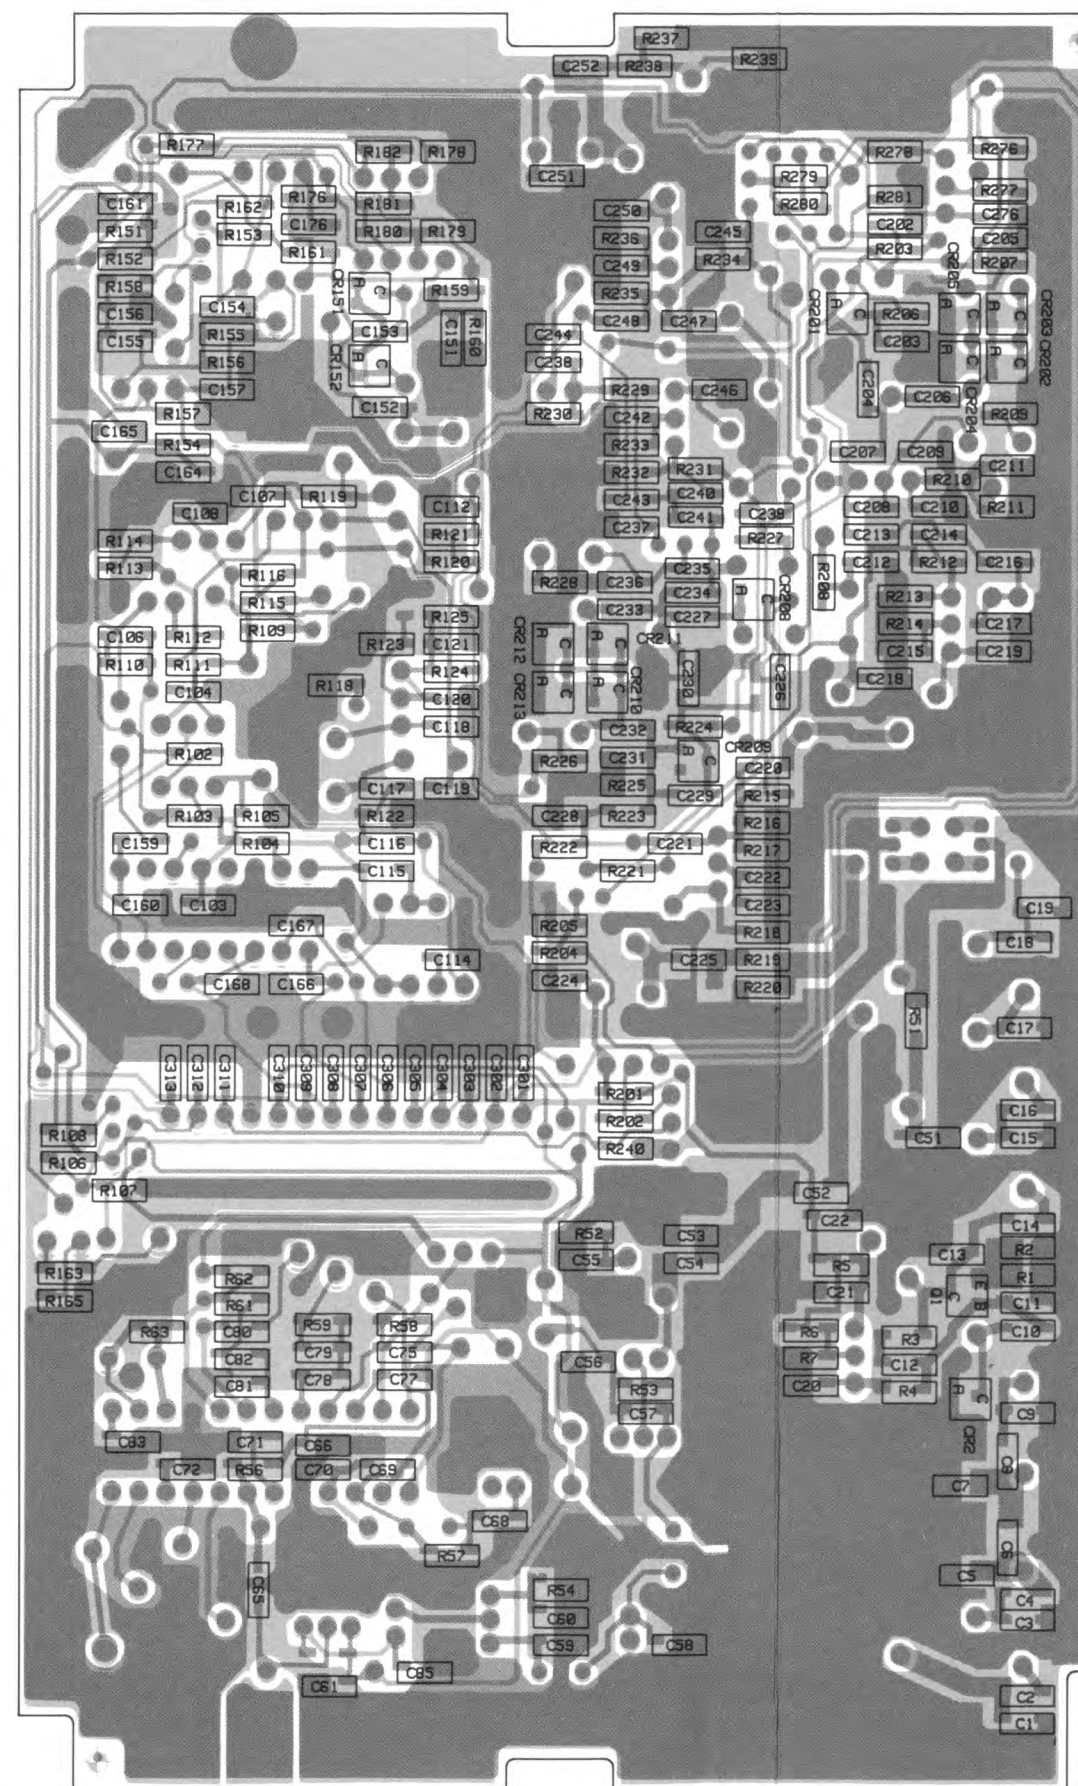 R237
C252 R238 R239
R177 R182 R178 R278 R276
C251 R279
C161 R162 R176 R181 R280 R281 R277
R151 R153 C176 R180 R179 C250 C245 C202 C276
R152 R161 R236 R234 R203 C205
R158 CR151 A C R159 C249 CR205 R207
C156 C154 R235 CR201 A C R206 A C A C CR203
C155 R155 C153 C151 R160 C244 C248 C247 C203
R156 CR152 A C C238 A C A C CR202
C157 C152 R229 C246 C204 C206 CR204
R157 R230 C242 R209
C165 R154 R233 C207 C209
C164 R232 R231 C211
C107 R119 C243 C240 R210
C108 C112 C237 C241 C239 C208 C210 R211
R114 R121 R227 C213 C214
R113 R116 R120 C235 C212 R212 C216
R115 R228 C236 C234 CR208 A C R208 R213
R109 R125 C233 C227 R214 C217
C106 R112 R123 C121 CR212 A C A C CR211 C215 C219
R110 R111 R124 C230 C226 C218
C104 R118 C120 CR213 A C A C CR210
C118 C232 R224
R102 R226 C231 A C CR209 C220
C117 C119 R225 C229 R215
R103 R105 R122 C228 R223 R216
C159 R104 C116 R222 C221 R217
C115 R221 C222
C160 C103 C223 C19
C167 R205 R218 C18
C114 R204 C225 R219
C168 C166 C224 R220
R51 C17
C313 C312 C311 C310 C309 C308 C307 C306 C305 C304 C303 C302 C301 R201
R202 C16
R108 R240 C51 C15
R106
R107 C52
R52 C53 C22 C14
R163 C55 C54 R5 C13 R2
R165 R62 C21 Q1 E C B R1
R61 C11
R63 C80 R59 R58 R6 R3 C10
C82 C79 C75 C56 R7 C12
C81 C78 C77 R53 C20 R4 A C
C83 C71 C66 C57 CR2 C9
C72 R56 C70 C69 C7 C8
C68
R57 C6
C65 R54 C5
C60 C4
C59 C58 C3
C61 C85 C2
C1